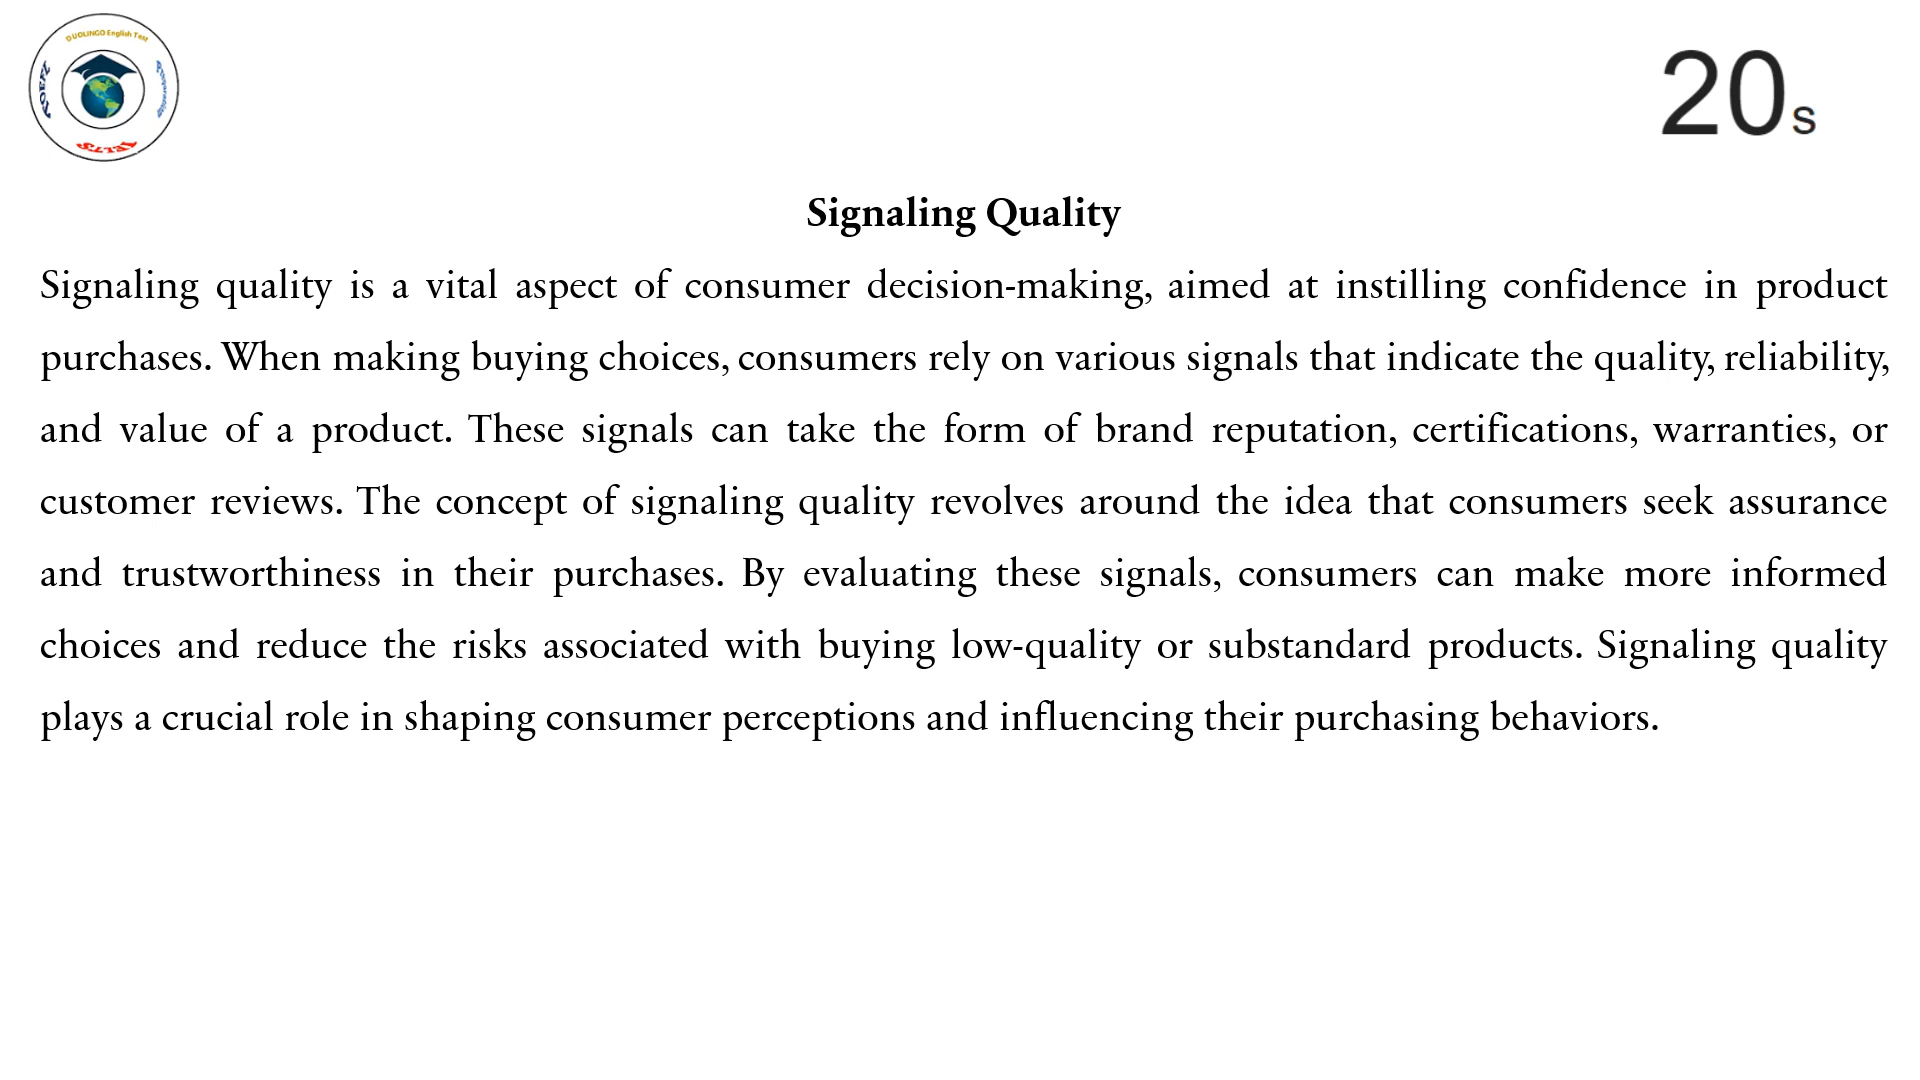 DUOLINGO English Test
IELTS
20s
Signaling Quality
Signaling quality is a vital aspect of consumer decision-making, aimed at instilling confidence in product
purchases. When making buying choices, consumers rely on various signals that indicate the quality, reliability,
and value of a product. These signals can take the form of brand reputation, certifications, warranties, or
customer reviews. The concept of signaling quality revolves around the idea that consumers seek assurance
and trustworthiness in their purchases. By evaluating these signals, consumers can make more informed
choices and reduce the risks associated with buying low-quality or substandard products. Signaling quality
plays a crucial role in shaping consumer perceptions and influencing their purchasing behaviors.